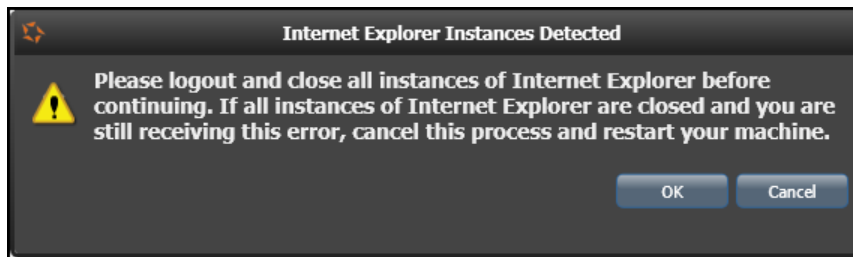 Internet Explorer Instances Detected
Please logout and close all instances of Internet Explorer before
continuing. If all instances of Internet Explorer are closed and you are
still receiving this error, cancel this process and restart your machine.
OK Cancel